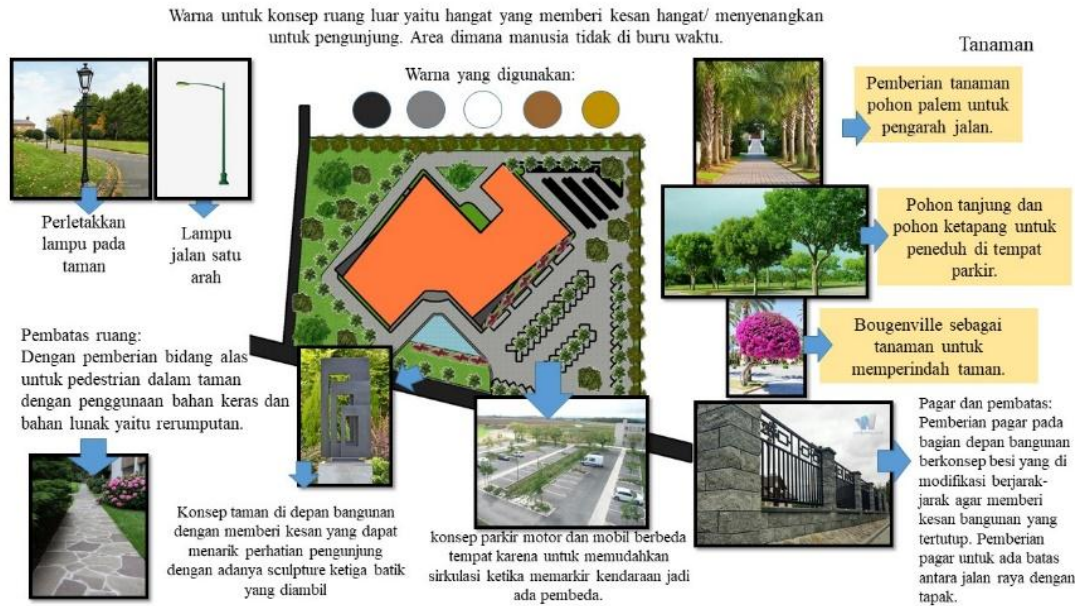 Warna untuk konsep ruang luar yaitu hangat yang memberi kesan hangat/ menyenangkan
untuk pengunjung. Area dimana manusia tidak di buru waktu.
Warna yang digunakan:
Tanaman
Perletakkan
lampu pada
taman
Lampu
jalan satu
arah
Pemberian tanaman
pohon palem untuk
pengarah jalan.
Pohon tanjung dan
pohon ketapang untuk
peneduh di tempat
parkir.
Bougenville sebagai
tanaman untuk
memperindah taman.
Pembatas ruang:
Dengan pemberian bidang alas
untuk pedestrian dalam taman
dengan penggunaan bahan keras dan
bahan lunak yaitu rerumputan.
Konsep taman di depan bangunan
dengan memberi kesan yang dapat
menarik perhatian pengunjung
dengan adanya sculpture ketiga batik
yang diambil
konsep parkir motor dan mobil berbeda
tempat karena untuk memudahkan
sirkulasi ketika memarkir kendaraan jadi
ada pembeda.
Pagar dan pembatas:
Pemberian pagar pada
bagian depan bangunan
berkonsep besi yang di
modifikasi berjarak-
jarak agar memberi
kesan bangunan yang
tertutup. Pemberian
pagar untuk ada batas
antara jalan raya dengan
tapak.